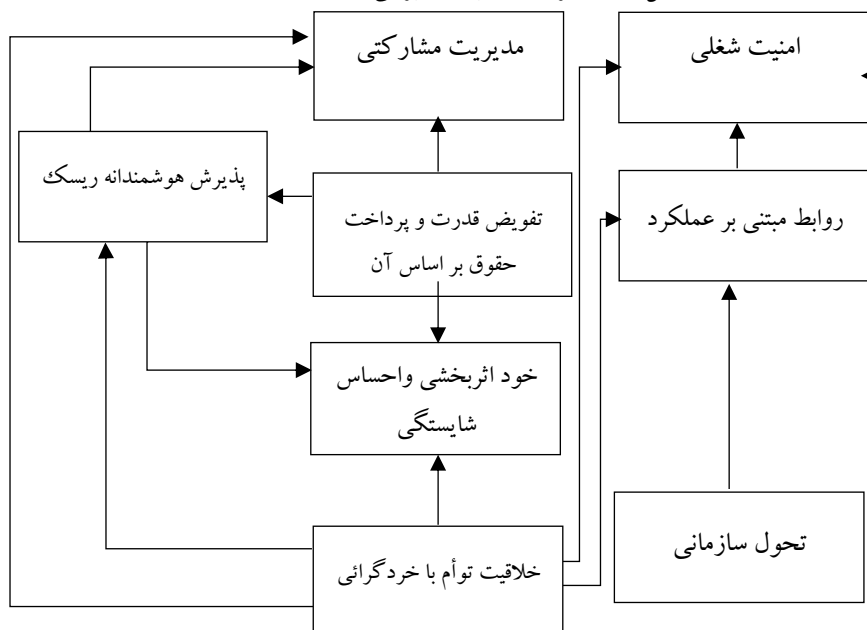 امنیت شغلی
مدیریت مشارکتی
روابط مبتنی بر عملکرد
تفویض قدرت و پرداخت
حقوق بر اساس آن
پذیرش هوشمندانه ریسک
خود اثربخشی واحساس
شایستگی
تحول سازمانی
خلاقیت توأم با خردگرائی